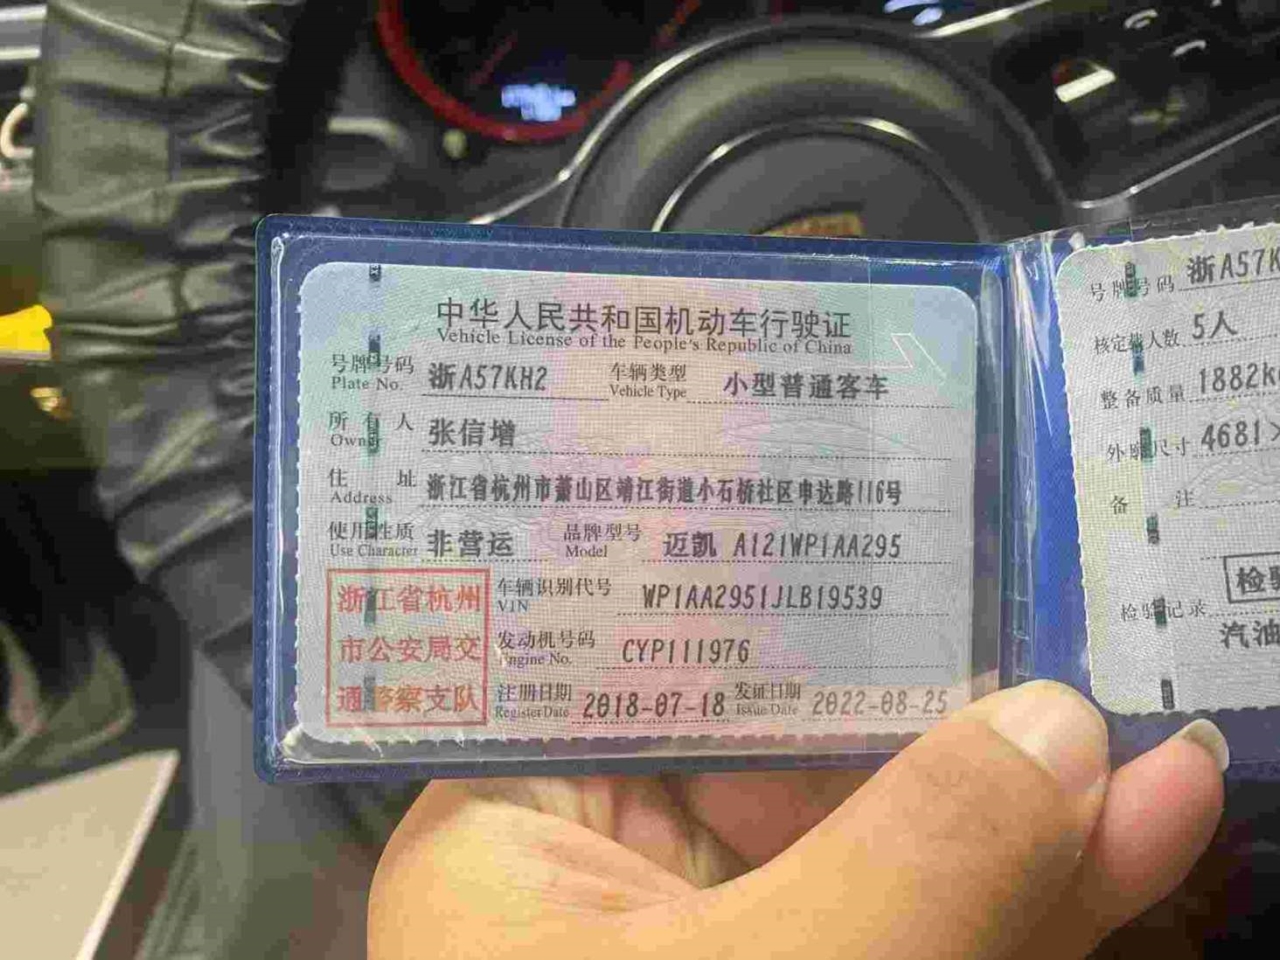 中华人民共和国机动车行驶证
Vehicle License of the People's Republic of China
号牌号码 浙A57KH2 车辆类型 小型普通客车
Plate No. Vehicle Type
所有人 张信增
Owner
住址 浙江省杭州市萧山区靖江街道小石桥社区申达路116号
Address
使用性质 非营运 品牌型号 迈凯 A121WP1AA295
Use Character Model
浙江省杭州
市公安局交
通警察支队
车辆识别代号 WP1AA2951JLB19539
VIN
发动机号码 CYP111976
Engine No.
注册日期 2018-07-18 发证日期 2022-08-25
Register Date Issue Date
号牌号码 浙A57K
核定载人数 5人
整备质量 1882k
外廓尺寸 4681×
备注
检验记录
检验
汽油